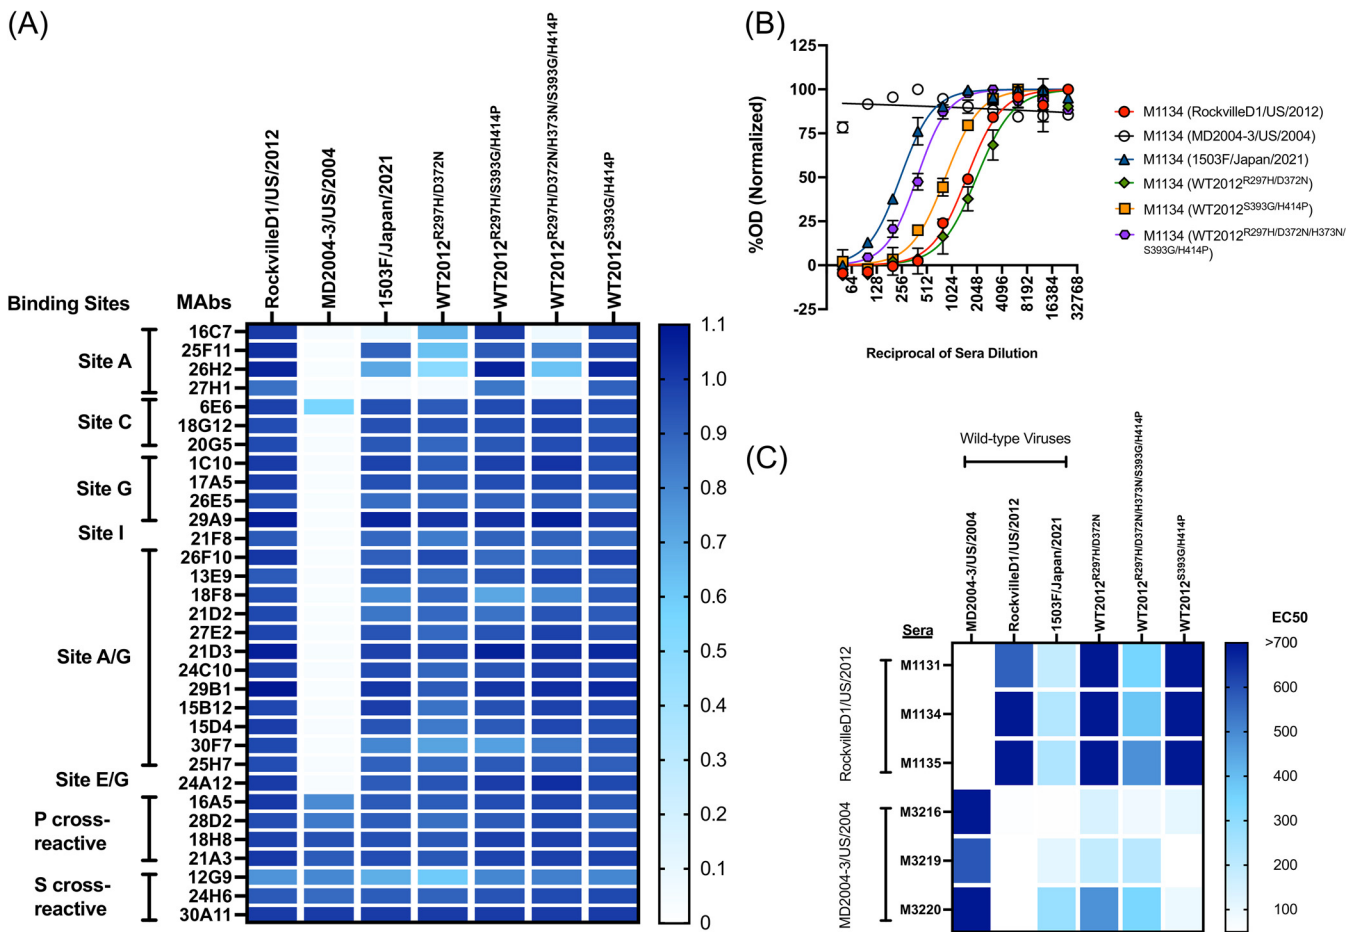 (A)
RockvilleD1/US/2012
MD2004-3/US/2004
1503F/Japan/2021
WT2012R297H/D372N
WT2012R297H/S393G/H414P
WT2012R297H/D372N/H373N/S393G/H414P
WT2012S393G/H414P
Binding Sites
MAbs
Site A
16C7
25F11
26H2
27H1
Site C
6E6
18G12
20G5
Site G
1C10
17A5
26E5
29A9
Site I
21F8
Site A/G
26F10
13E9
18F8
21D2
27E2
21D3
24C10
29B1
15B12
15D4
30F7
25H7
Site E/G
24A12
P cross-
reactive
16A5
28D2
18H8
21A3
S cross-
reactive
12G9
24H6
30A11
1.1
1.0
0.9
0.8
0.7
0.6
0.5
0.4
0.3
0.2
0.1
0
(B)
%OD (Normalized)
125
100
75
50
25
0
-25
64
128
256
512
1024
2048
4096
8192
16384
32768
Reciprocal of Sera Dilution
M1134 (RockvilleD1/US/2012)
M1134 (MD2004-3/US/2004)
M1134 (1503F/Japan/2021)
M1134 (WT2012R297H/D372N)
M1134 (WT2012S393G/H414P)
M1134 (WT2012R297H/D372N/H373N/
S393G/H414P)
(C)
Wild-type Viruses
MD2004-3/US/2004
RockvilleD1/US/2012
1503F/Japan/2021
WT2012R297H/D372N
WT2012R297H/D372N/H373N/S393G/H414P
WT2012S393G/H414P
Sera
RockvilleD1/US/2012
M1131
M1134
M1135
MD2004-3/US/2004
M3216
M3219
M3220
EC50
>700
600
500
400
300
200
100